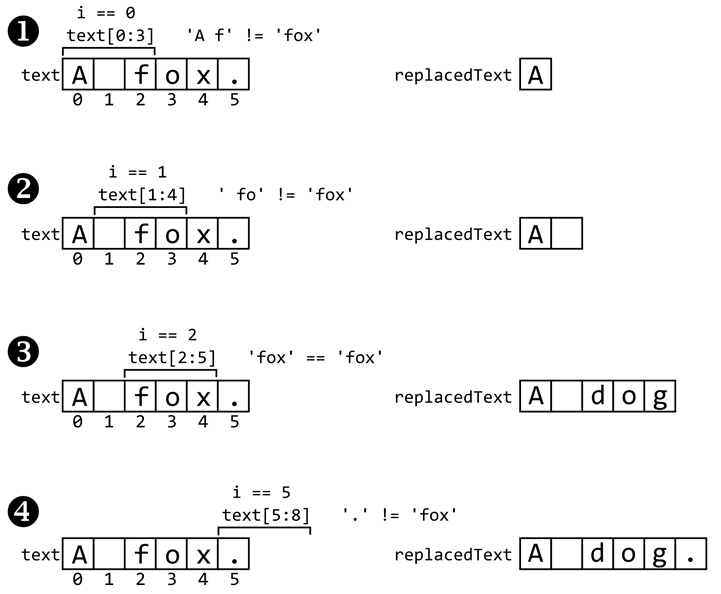 ❶
i == 0
text[0:3] 'A f' != 'fox'
text A f o x . replacedText A
0 1 2 3 4 5
❷
i == 1
text[1:4] ' fo' != 'fox'
text A f o x . replacedText A
0 1 2 3 4 5
❸
i == 2
text[2:5] 'fox' == 'fox'
text A f o x . replacedText A d o g
0 1 2 3 4 5
❹
i == 5
text[5:8] '.' != 'fox'
text A f o x . replacedText A d o g .
0 1 2 3 4 5